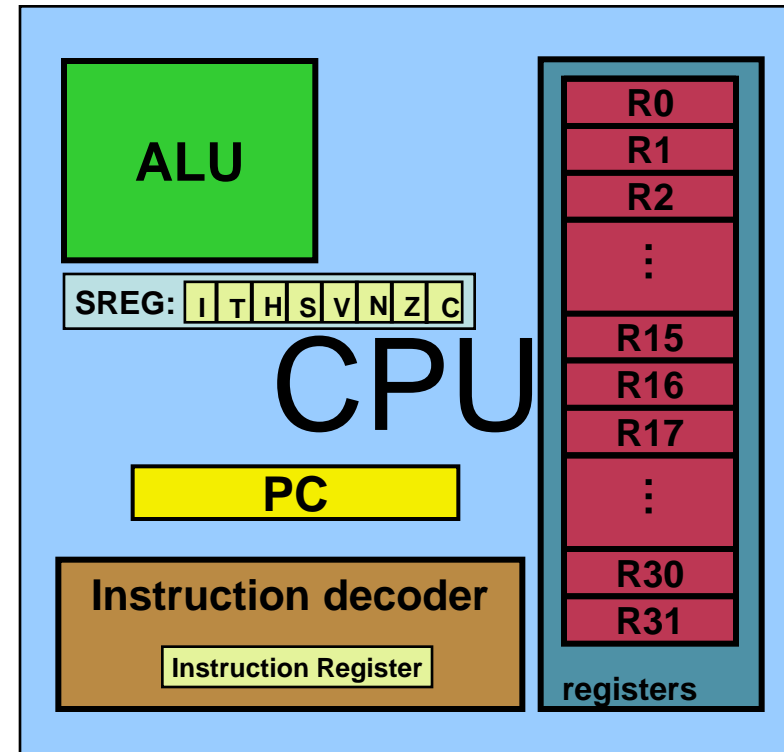 ALU
SREG: I T H S V N Z C
CPU
PC
Instruction decoder
Instruction Register
R0
R1
R2
...
R15
R16
R17
...
R30
R31
registers